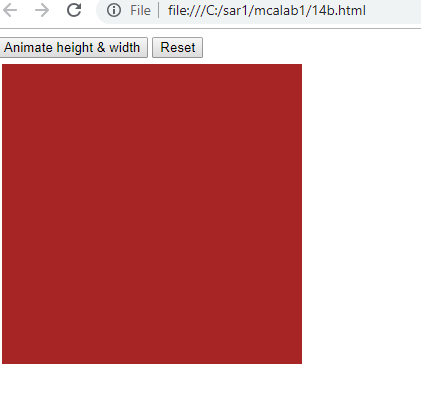 File file:///C:/sar1/mcalab1/14b.html
Animate height & width Reset